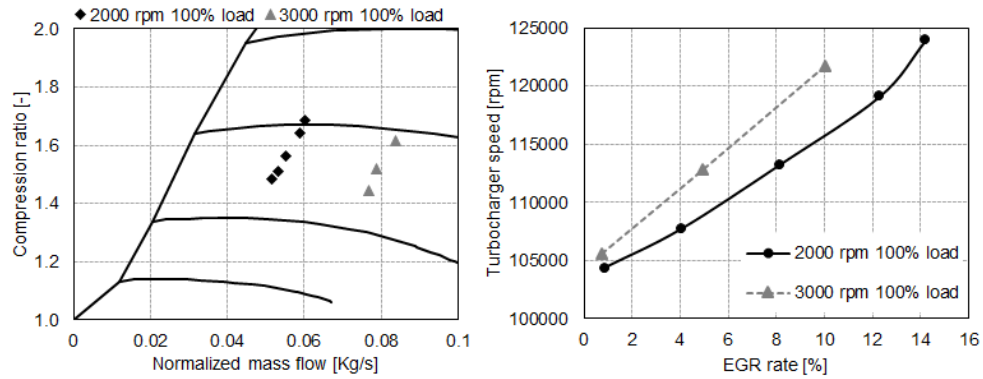 2000 rpm 100% load 3000 rpm 100% load
Compression ratio [-]
2.0
1.8
1.6
1.4
1.2
1.0
0 0.02 0.04 0.06 0.08 0.1
Normalized mass flow [Kg/s]
Turbocharger speed [rpm]
125000
120000
115000
110000
105000
100000
2000 rpm 100% load
3000 rpm 100% load
0 2 4 6 8 10 12 14 16
EGR rate [%]